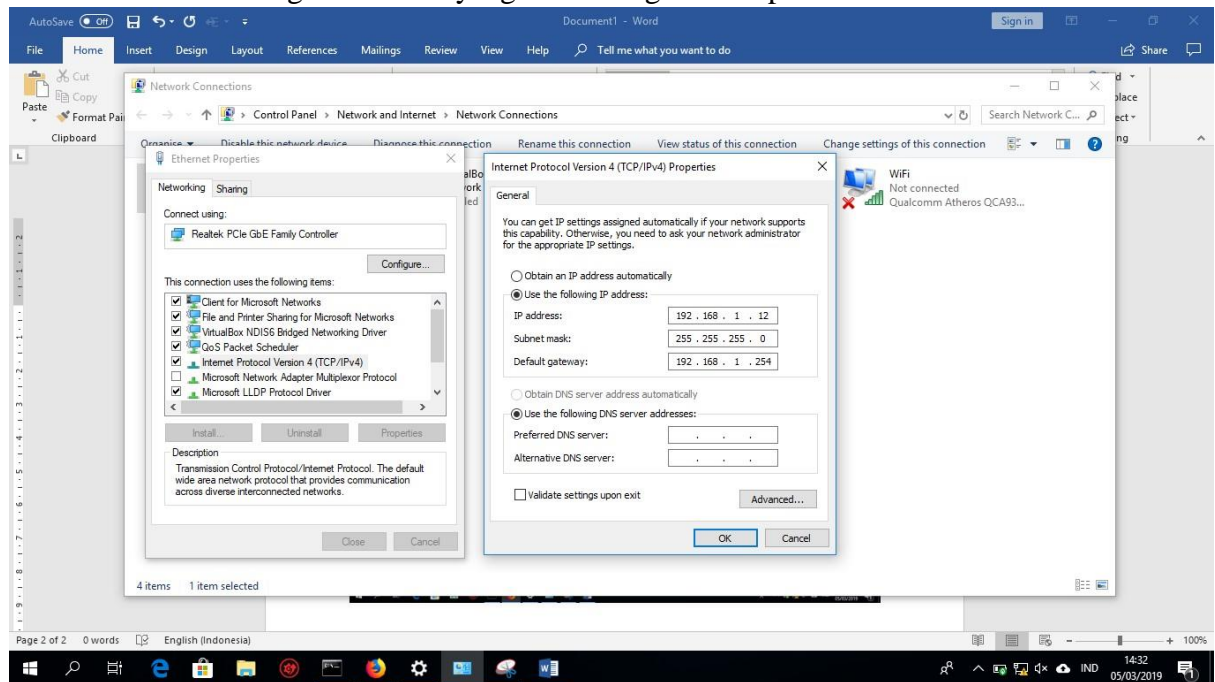 AutoSave Off
Document1 - Word
Sign in
File Home Insert Design Layout References Mailings Review View Help Tell me what you want to do
Share
Cut
Copy
Format Pai
Paste
Clipboard
Network Connections
Control Panel > Network and Internet > Network Connections
Search Network C...
Organise Disable this network device Diagnose this connection Rename this connection View status of this connection Change settings of this connection
WiFi
Not connected
Qualcomm Atheros QCA93...
Ethernet Properties
Networking Sharing
Connect using:
Realtek PCIe GbE Family Controller
Configure...
This connection uses the following items:
Client for Microsoft Networks
File and Printer Sharing for Microsoft Networks
VirtualBox NDIS6 Bridged Networking Driver
QoS Packet Scheduler
Internet Protocol Version 4 (TCP/IPv4)
Microsoft Network Adapter Multiplexor Protocol
Microsoft LLDP Protocol Driver
Install... Uninstall Properties
Description
Transmission Control Protocol/Internet Protocol. The default
wide area network protocol that provides communication
across diverse interconnected networks.
Close Cancel
Internet Protocol Version 4 (TCP/IPv4) Properties
General
You can get IP settings assigned automatically if your network supports
this capability. Otherwise, you need to ask your network administrator
for the appropriate IP settings.
Obtain an IP address automatically
Use the following IP address:
IP address: 192 . 168 . 1 . 12
Subnet mask: 255 . 255 . 255 . 0
Default gateway: 192 . 168 . 1 . 254
Obtain DNS server address automatically
Use the following DNS server addresses:
Preferred DNS server: . . .
Alternative DNS server: . . .
Validate settings upon exit
Advanced...
OK Cancel
4 items 1 item selected
Page 2 of 2 0 words English (Indonesia)
100%
IND
14:32
05/03/2019